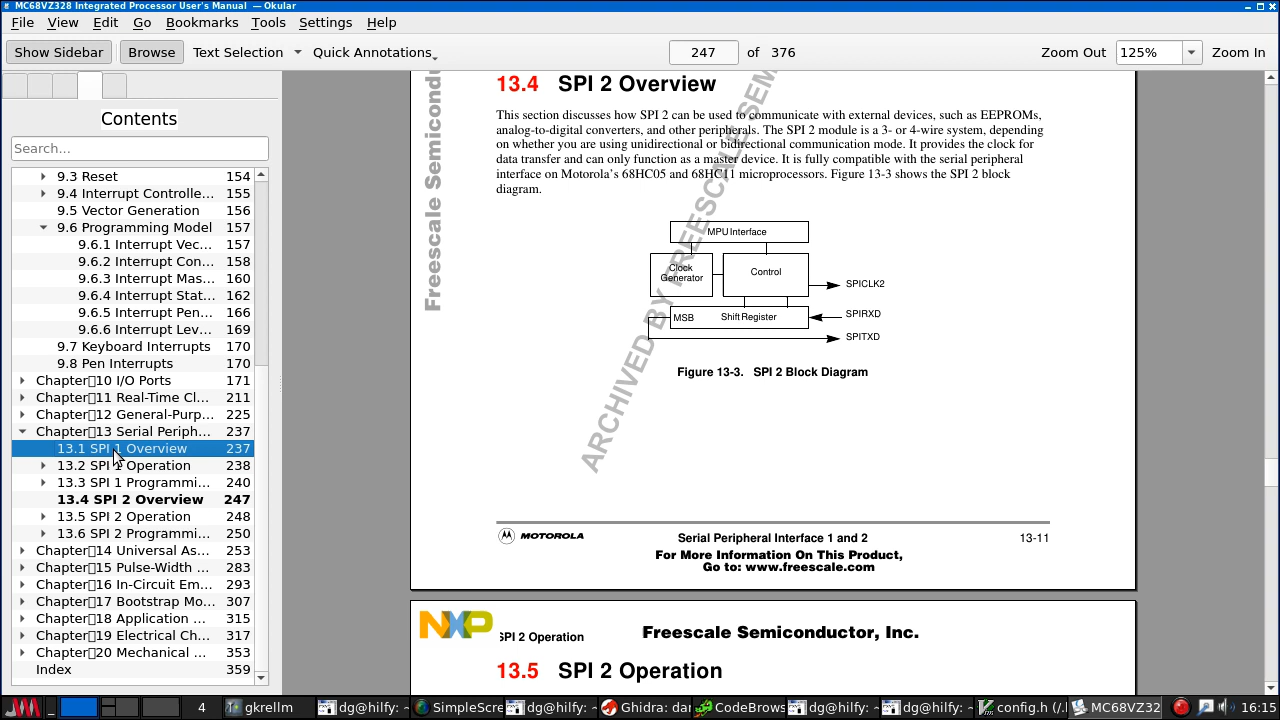 MC68VZ328 Integrated Processor User's Manual — Okular
File View Edit Go Bookmarks Tools Settings Help
Show Sidebar Browse Text Selection Quick Annotations 247 of 376 Zoom Out 125% Zoom In
Contents
Search...
9.3 Reset 154
9.4 Interrupt Controlle... 155
9.5 Vector Generation 156
9.6 Programming Model 157
9.6.1 Interrupt Vec... 157
9.6.2 Interrupt Con... 158
9.6.3 Interrupt Mas... 160
9.6.4 Interrupt Stat... 162
9.6.5 Interrupt Pen... 166
9.6.6 Interrupt Lev... 169
9.7 Keyboard Interrupts 170
9.8 Pen Interrupts 170
Chapter 10 I/O Ports 171
Chapter 11 Real-Time Cl... 211
Chapter 12 General-Purp... 225
Chapter 13 Serial Periph... 237
13.1 SPI 1 Overview 237
13.2 SPI 1 Operation 238
13.3 SPI 1 Programmi... 240
13.4 SPI 2 Overview 247
13.5 SPI 2 Operation 248
13.6 SPI 2 Programmi... 250
Chapter 14 Universal As... 253
Chapter 15 Pulse-Width ... 283
Chapter 16 In-Circuit Em... 293
Chapter 17 Bootstrap Mo... 307
Chapter 18 Application ... 315
Chapter 19 Electrical Ch... 317
Chapter 20 Mechanical ... 353
Index 359
Freescale Semicond
ARCHIVED BY FREESCALE SEM
13.4 SPI 2 Overview
This section discusses how SPI 2 can be used to communicate with external devices, such as EEPROMs,
analog-to-digital converters, and other peripherals. The SPI 2 module is a 3- or 4-wire system, depending
on whether you are using unidirectional or bidirectional communication mode. It provides the clock for
data transfer and can only function as a master device. It is fully compatible with the serial peripheral
interface on Motorola's 68HC05 and 68HC11 microprocessors. Figure 13-3 shows the SPI 2 block
diagram.
MPU Interface
Clock
Generator
Control
SPICLK2
MSB Shift Register
SPIRXD
SPITXD
Figure 13-3. SPI 2 Block Diagram
MOTOROLA Serial Peripheral Interface 1 and 2 13-11
For More Information On This Product,
Go to: www.freescale.com
NXP
SPI 2 Operation Freescale Semiconductor, Inc.
13.5 SPI 2 Operation
4 gkrellm dg@hilfy: ~ SimpleScre dg@hilfy: ~ Ghidra: dar CodeBrows dg@hilfy: ~ dg@hilfy: ~ config.h (/. MC68VZ32 16:15